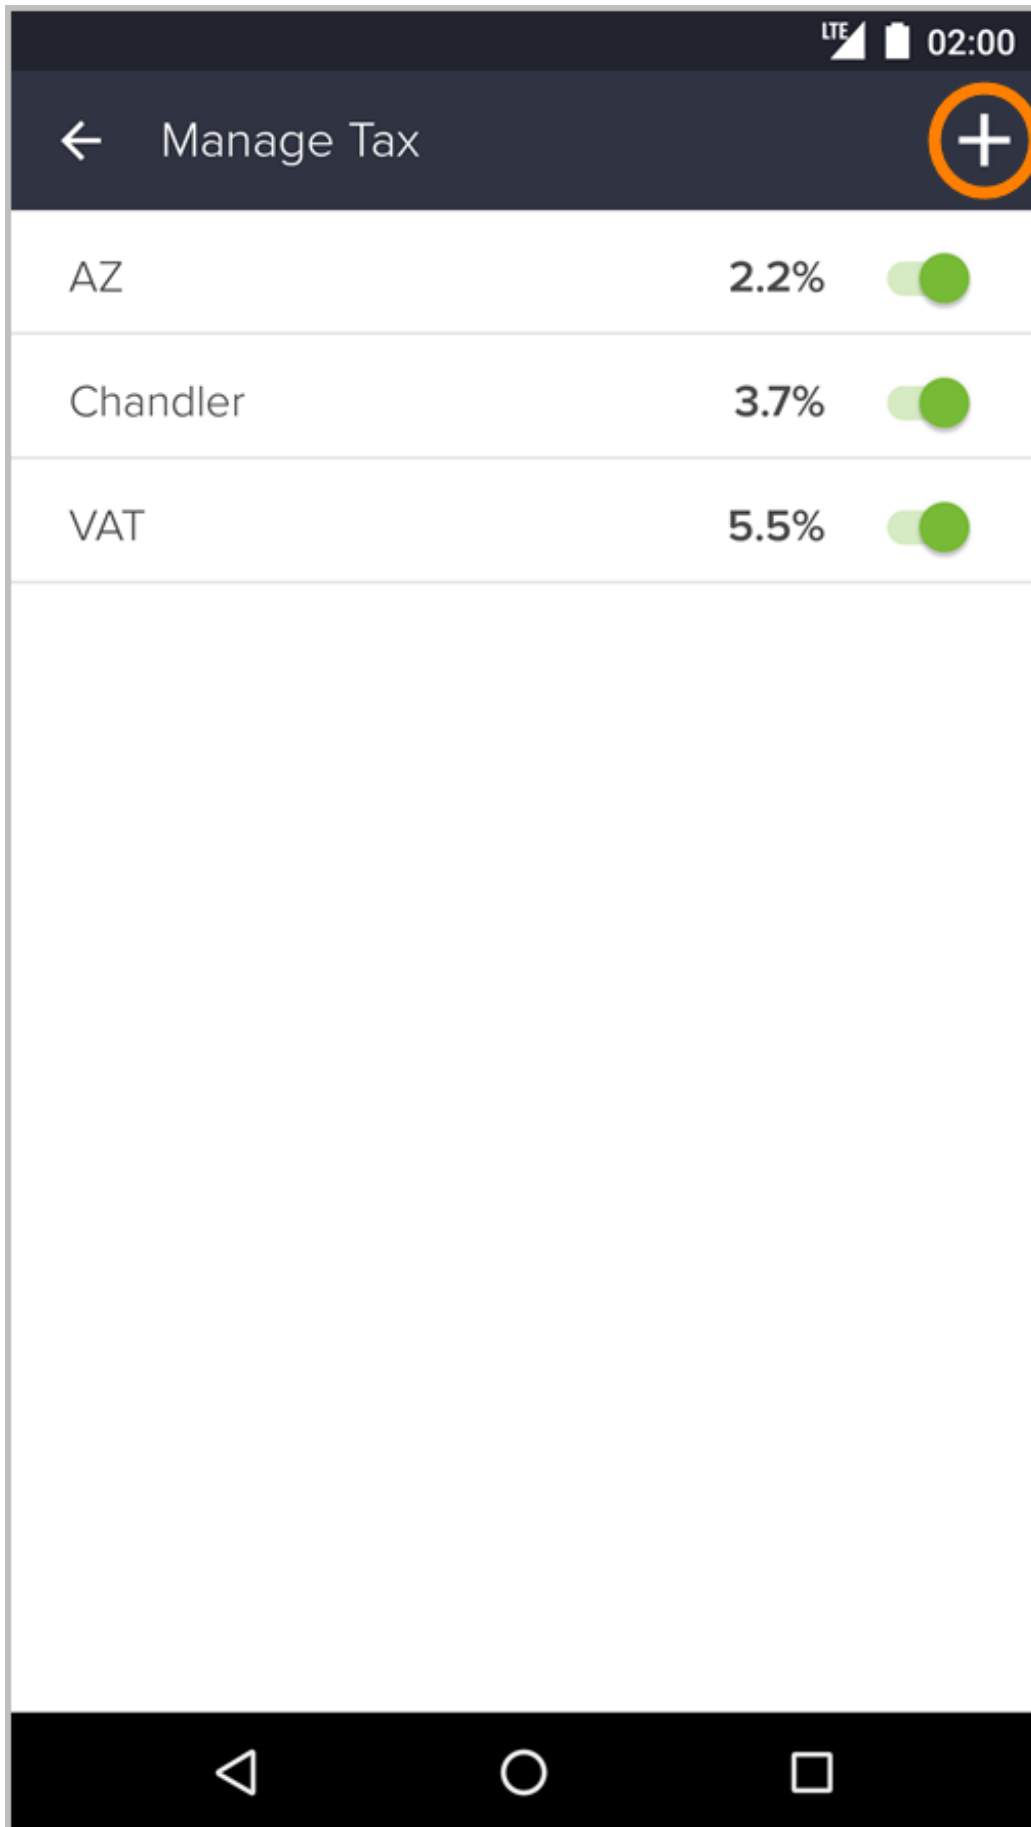 LTE 02:00
Manage Tax
AZ 2.2%
Chandler 3.7%
VAT 5.5%